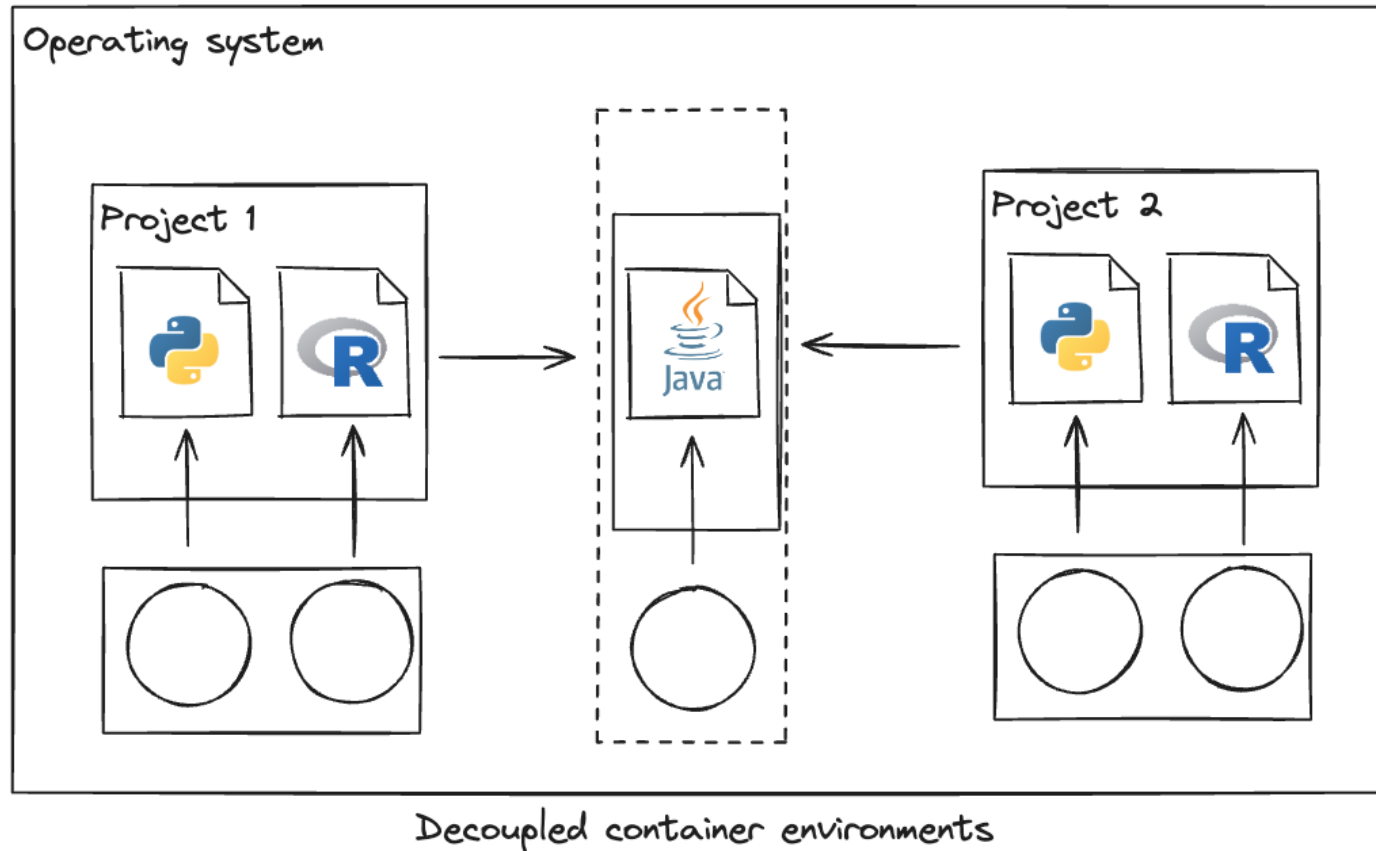 Operating system
Project 1
R
Java
Project 2
R
Decoupled container environments